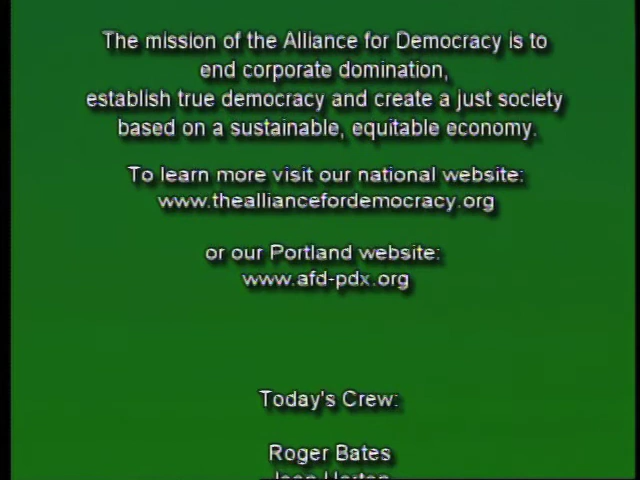 The mission of the Alliance for Democracy is to
end corporate domination,
establish true democracy and create a just society
based on a sustainable, equitable economy.
To learn more visit our national website:
www.thealliancefordemocracy.org
or our Portland website:
www.afd-pdx.org
Today's Crew:
Roger Bates